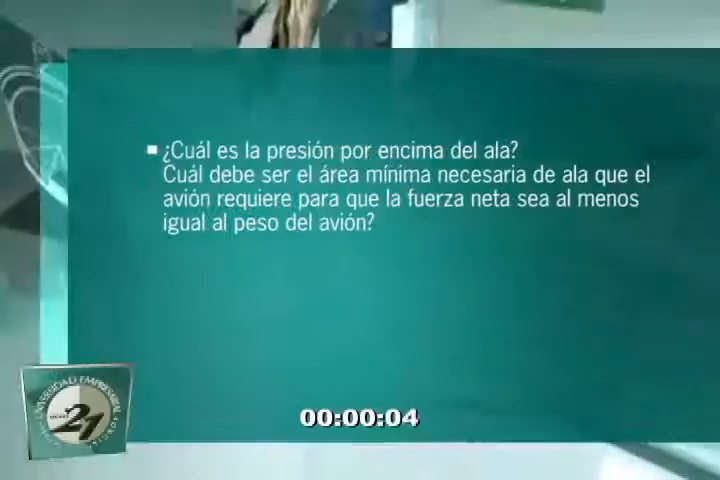 ¿Cuál es la presión por encima del ala?
Cuál debe ser el área mínima necesaria de ala que el
avión requiere para que la fuerza neta sea al menos
igual al peso del avión?
UNIVERSIDAD EMPRESARIAL
21
00:00:04